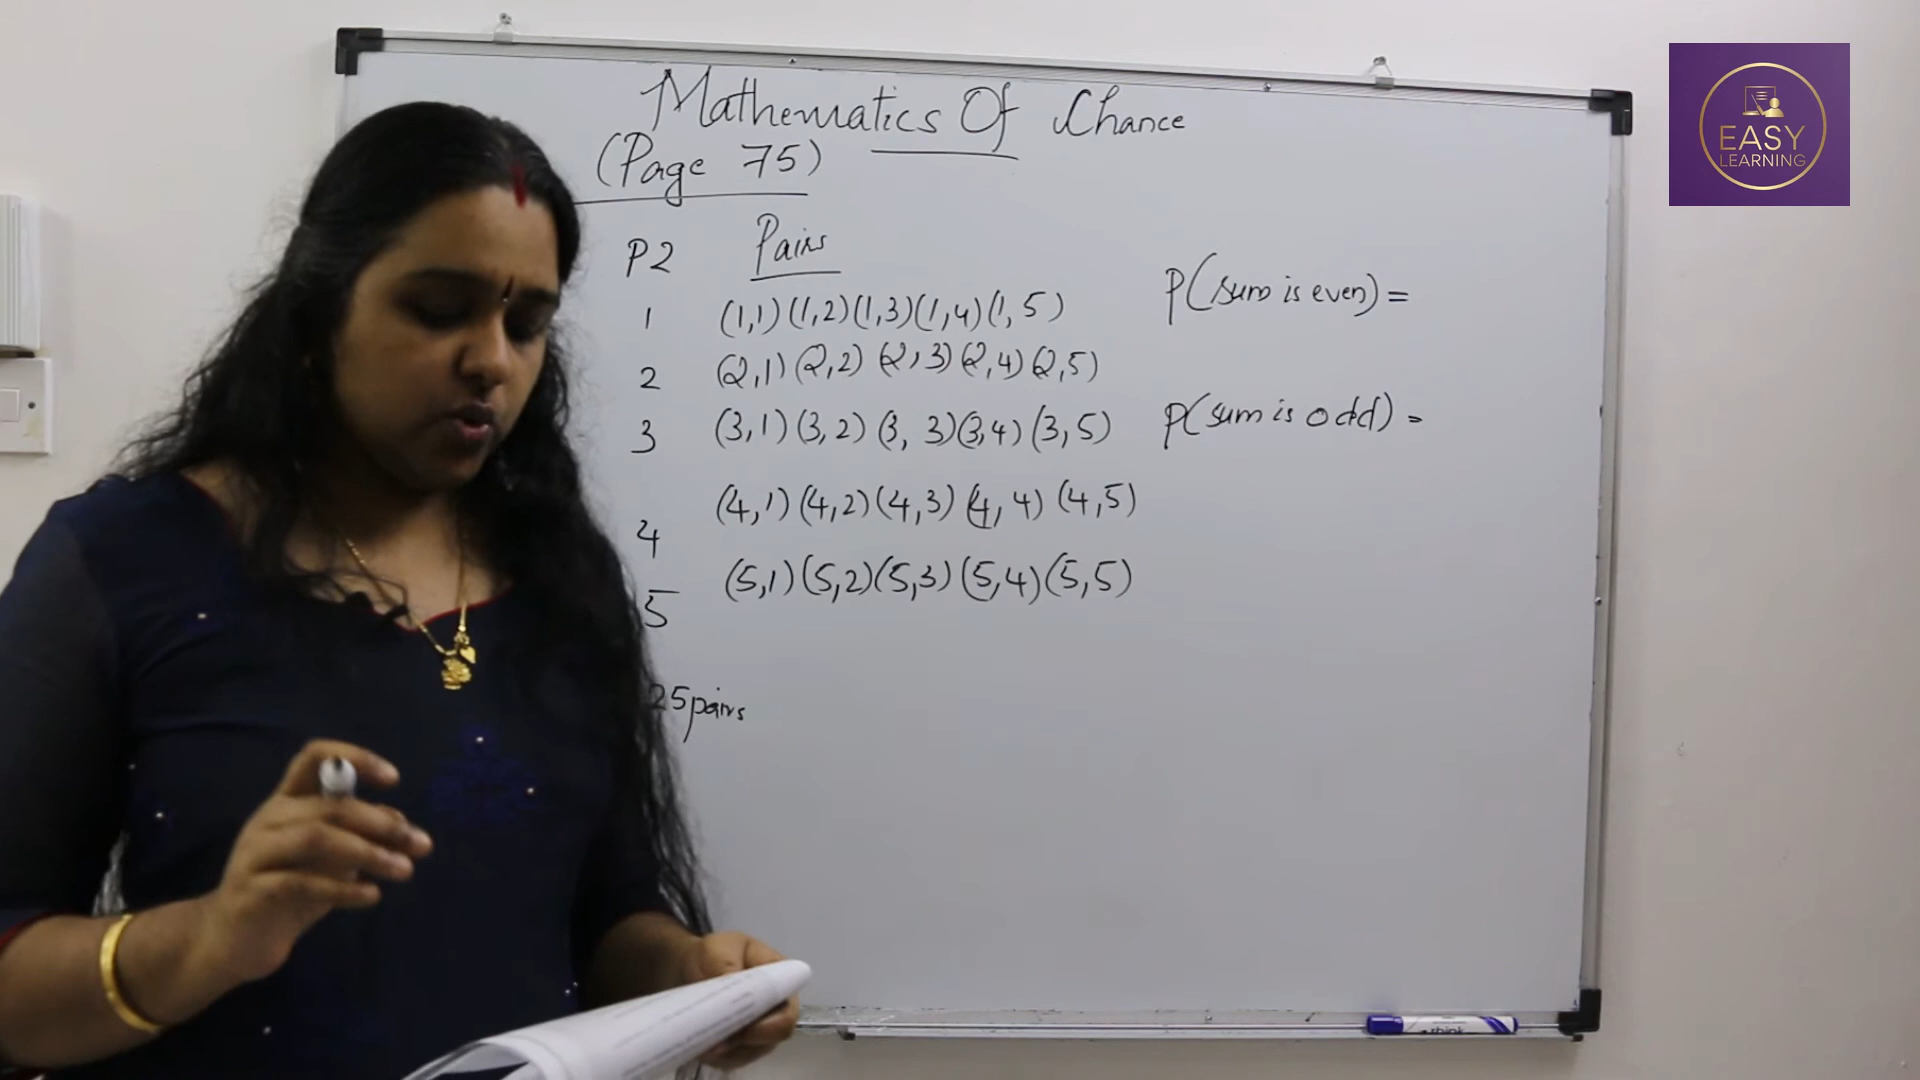 Mathematics Of Chance
(Page 75)
P2 Pairs
1 (1,1) (1,2) (1,3) (1,4) (1,5)
2 (2,1) (2,2) (2,3) (2,4) (2,5)
3 (3,1) (3,2) (3,3) (3,4) (3,5)
4 (4,1) (4,2) (4,3) (4,4) (4,5)
5 (5,1) (5,2) (5,3) (5,4) (5,5)
25 pairs
P(sum is even) =
P(sum is odd) =
EASY
LEARNING